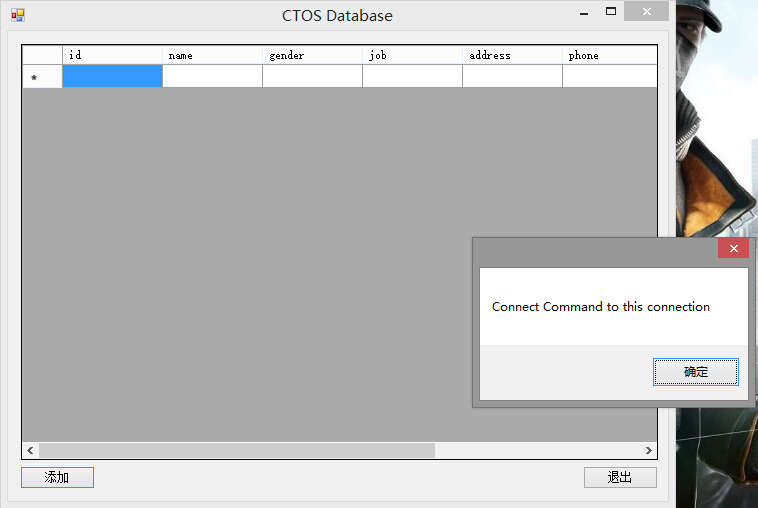 CTOS Database
id name gender job address phone
*
Connect Command to this connection
确定
添加 退出